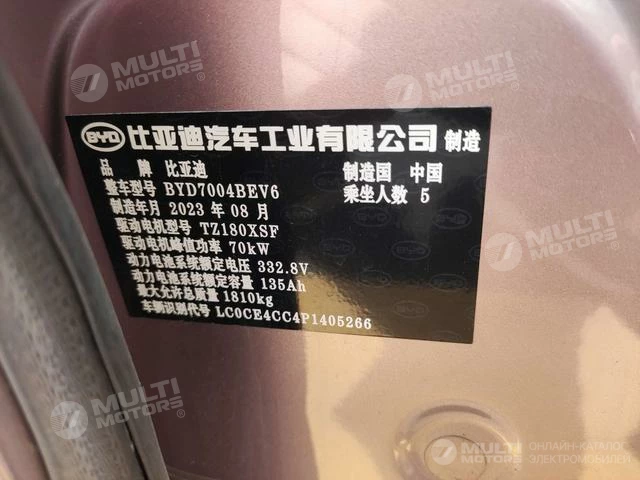 MULTI
MOTORS
MULTI
MOTORS
BYD 比亚迪汽车工业有限公司 制造
品 牌 比亚迪 制造国 中国
整车型号 BYD7004BEV6 乘坐人数 5
制造年月 2023 年 08 月
驱动电机型号 TZ180XSF
驱动电机峰值功率 70kW
动力电池系统额定电压 332.8V
动力电池系统额定容量 135Ah
最大允许总质量 1810kg
车辆识别代号 LC0CE4CC4P1405266
MULTI
MOTORS
MULTI
MOTORS
MULTI
MOTORS
ОНЛАЙН-КАТАЛОГ
ЭЛЕКТРОМОБИЛЕЙ